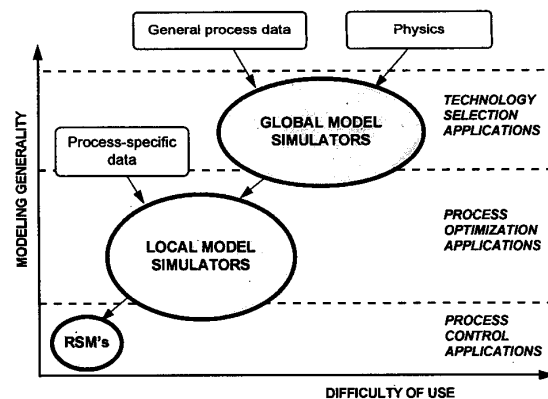 General process data
Physics
GLOBAL MODEL
SIMULATORS
TECHNOLOGY
SELECTION
APPLICATIONS
Process-specific
data
LOCAL MODEL
SIMULATORS
PROCESS
OPTIMIZATION
APPLICATIONS
RSM's
PROCESS
CONTROL
APPLICATIONS
MODELING GENERALITY
DIFFICULTY OF USE